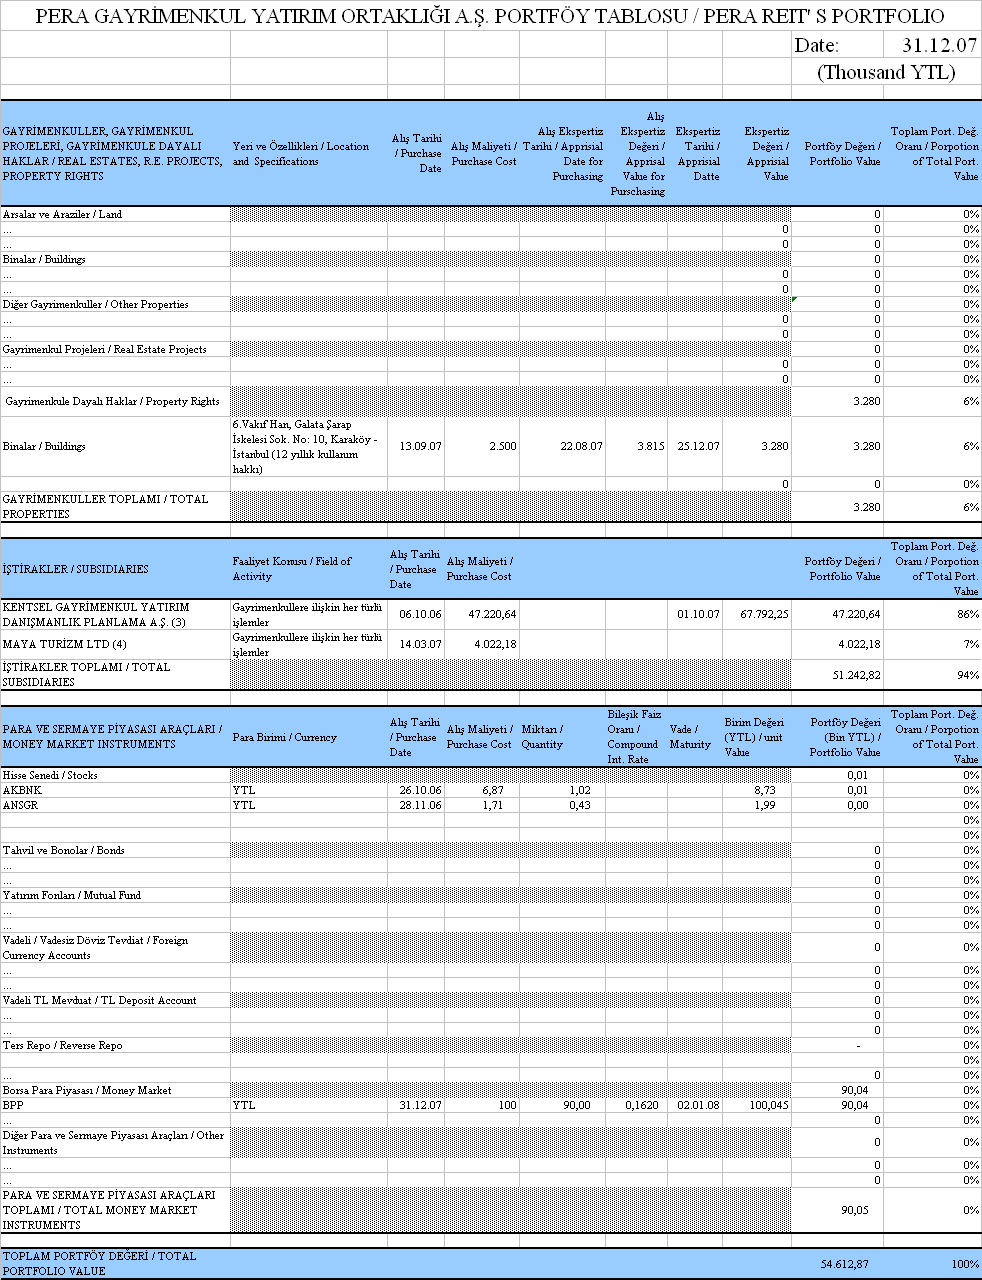 PERA GAYRİMENKUL YATIRIM ORTAKLIĞI A.Ş. PORTFÖY TABLOSU / PERA REIT' S PORTFOLIO
Date: 31.12.07
(Thousand YTL)
GAYRİMENKULLER, GAYRİMENKUL PROJELERİ, GAYRİMENKULE DAYALI HAKLAR / REAL ESTATES, R.E. PROJECTS, PROPERTY RIGHTS Yeri ve Özellikleri / Location and Specifications Alış Tarihi / Purchase Date Alış Maliyeti / Purchase Cost Alış Ekspertiz Tarihi / Apprisial Date for Purchasing Alış Ekspertiz Değeri / Apprisal Value for Purschasing Ekspertiz Tarihi / Apprisial Datte Ekspertiz Değeri / Apprisial Value Portföy Değeri / Portfolio Value Toplam Port. Değ. Oranı / Porpotion of Total Port. Value
Arsalar ve Araziler / Land 0 0%
... 0 0 0%
... 0 0 0%
Binalar / Buildings 0 0%
... 0 0 0%
... 0 0 0%
Diğer Gayrimenkuller / Other Properties 0 0%
... 0 0 0%
... 0 0 0%
Gayrimenkul Projeleri / Real Estate Projects 0 0%
... 0 0 0%
... 0 0 0%
Gayrimenkule Dayalı Haklar / Property Rights 3.280 6%
Binalar / Buildings 6.Vakıf Han, Galata Şarap İskelesi Sok. No: 10, Karaköy - İstanbul (12 yıllık kullanım hakkı) 13.09.07 2.500 22.08.07 3.815 25.12.07 3.280 3.280 6%
0 0 0%
GAYRİMENKULLER TOPLAMI / TOTAL PROPERTIES 3.280 6%
İŞTİRAKLER / SUBSIDIARIES Faaliyet Konusu / Field of Activity Alış Tarihi / Purchase Date Alış Maliyeti / Purchase Cost Portföy Değeri / Portfolio Value Toplam Port. Değ. Oranı / Porpotion of Total Port. Value
KENTSEL GAYRİMENKUL YATIRIM DANIŞMANLIK PLANLAMA A.Ş. (3) Gayrimenkullere ilişkin her türlü işlemler 06.10.06 47.220,64 01.10.07 67.792,25 47.220,64 86%
MAYA TURİZM LTD (4) Gayrimenkullere ilişkin her türlü işlemler 14.03.07 4.022,18 4.022,18 7%
İŞTİRAKLER TOPLAMI / TOTAL SUBSIDIARIES 51.242,82 94%
PARA VE SERMAYE PİYASASI ARAÇLARI / MONEY MARKET INSTRUMENTS Para Birimi / Currency Alış Tarihi / Purchase Date Alış Maliyeti / Purchase Cost Miktarı / Quantity Bileşik Faiz Oranı / Compound Int. Rate Vade / Maturity Birim Değeri (YTL) / unit Value Portföy Değeri (Bin YTL) / Portfolio Value Toplam Port. Değ. Oranı / Porpotion of Total Port. Value
Hisse Senedi / Stocks 0,01 0%
AKBNK YTL 26.10.06 6,87 1,02 8,73 0,01 0%
ANSGR YTL 28.11.06 1,71 0,43 1,99 0,00 0%
0%
0%
Tahvil ve Bonolar / Bonds 0 0%
... 0 0%
... 0 0%
Yatırım Fonları / Mutual Fund 0 0%
... 0 0%
... 0 0%
Vadeli / Vadesiz Döviz Tevdiat / Foreign Currency Accounts 0 0%
... 0 0%
... 0 0%
Vadeli TL Mevduat / TL Deposit Account 0 0%
... 0 0%
... 0 0%
Ters Repo / Reverse Repo - 0%
0%
... 0 0%
Borsa Para Piyasası / Money Market 90,04 0%
BPP YTL 31.12.07 100 90,00 0,1620 02.01.08 100,045 90,04 0%
... 0 0%
Diğer Para ve Sermaye Piyasası Araçları / Other Instruments 0 0%
... 0 0%
... 0 0%
PARA VE SERMAYE PİYASASI ARAÇLARI TOPLAMI / TOTAL MONEY MARKET INSTRUMENTS 90,05 0%
TOPLAM PORTFÖY DEĞERİ / TOTAL PORTFOLIO VALUE 54.612,87 100%